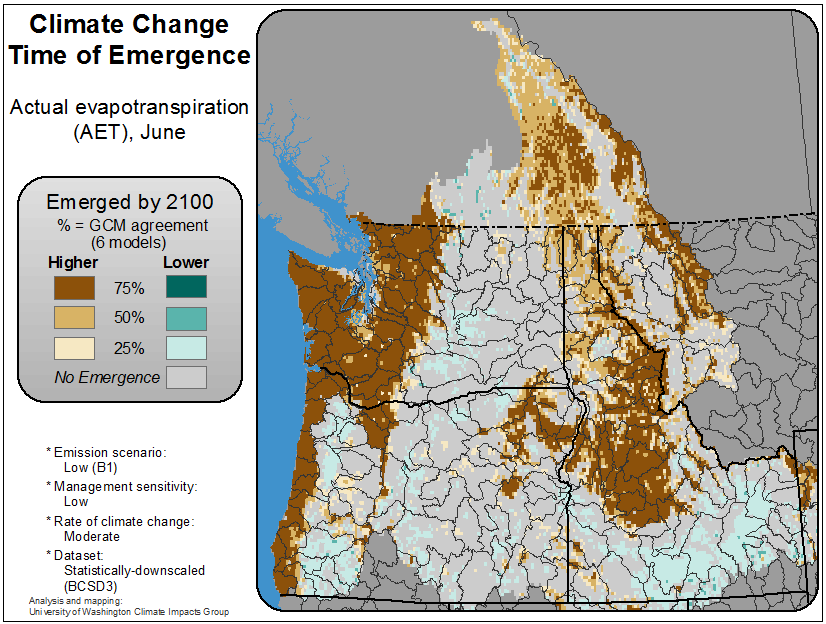 Climate Change
Time of Emergence
Actual evapotranspiration
(AET), June
Emerged by 2100
% = GCM agreement
(6 models)
Higher Lower
75%
50%
25%
No Emergence
* Emission scenario:
Low (B1)
* Management sensitivity:
Low
* Rate of climate change:
Moderate
* Dataset:
Statistically-downscaled
(BCSD3)
Analysis and mapping:
University of Washington Climate Impacts Group